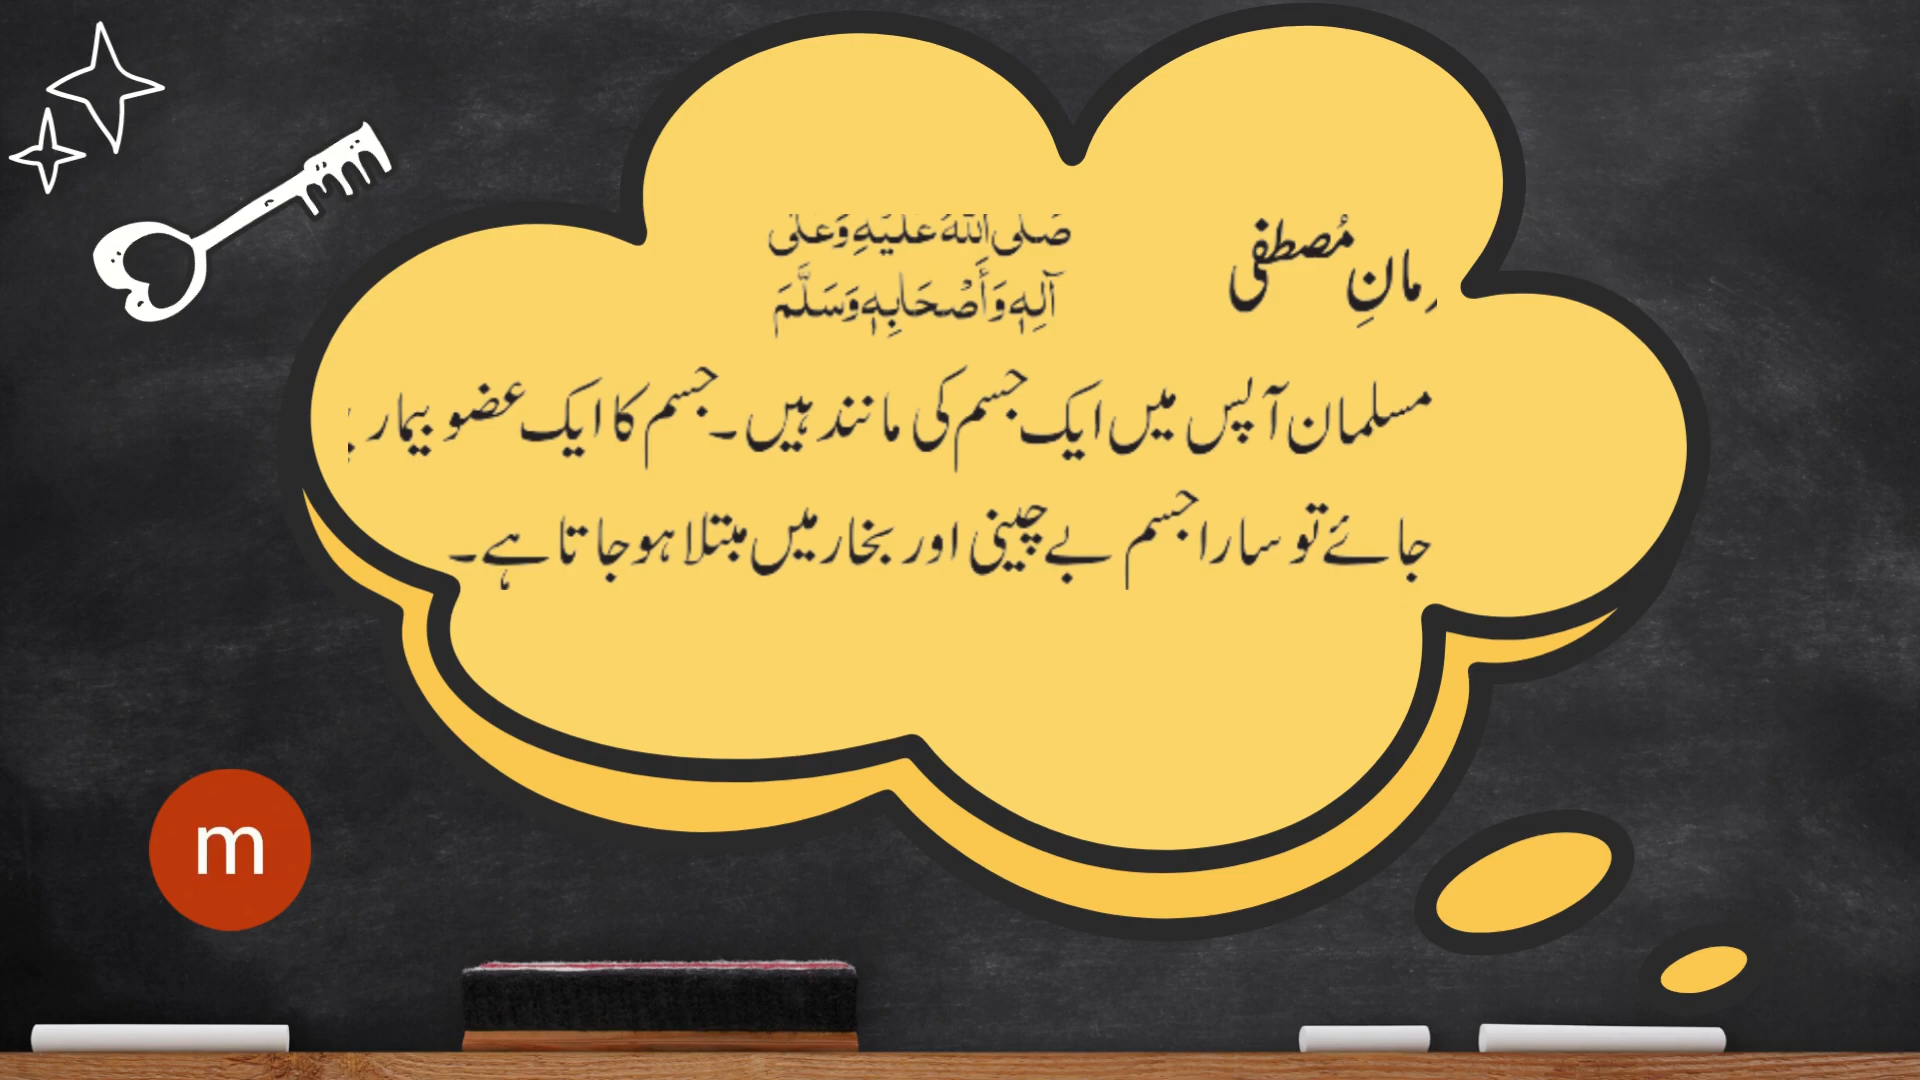 مانِ مُصطفی صَلَّی اللّٰهُ عَلَیْهِ وَعَلٰی
آلِهٖ وَأَصْحَابِهٖ وَسَلَّمَ
مسلمان آپس میں ایک جسم کی مانند ہیں۔ جسم کا ایک عضو بیمار
جائے تو سارا جسم بے چینی اور بخار میں مبتلا ہو جاتا ہے۔
m